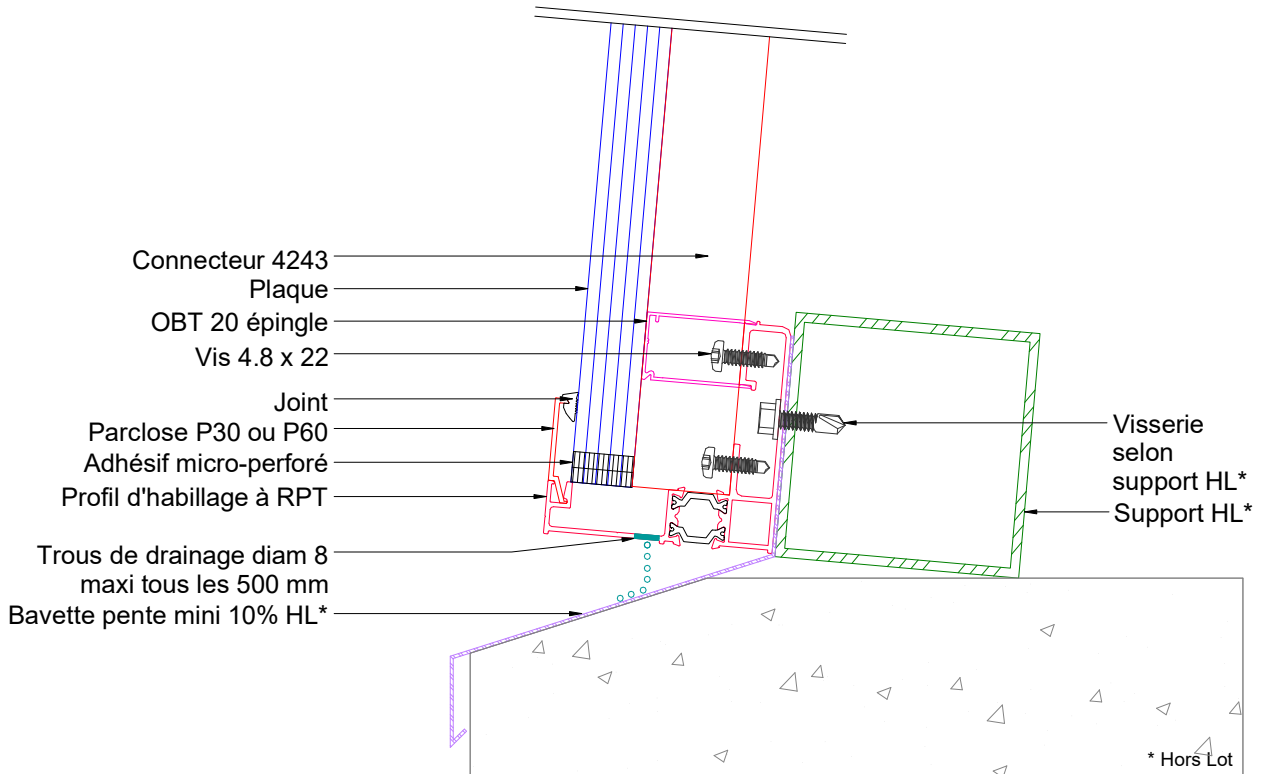 Connecteur 4243
Plaque
OBT 20 épingle
Vis 4.8 x 22
Joint
Parclose P30 ou P60
Adhésif micro-perforé
Profil d'habillage à RPT
Trous de drainage diam 8
maxi tous les 500 mm
Bavette pente mini 10% HL*
Visserie
selon
support HL*
Support HL*
* Hors Lot